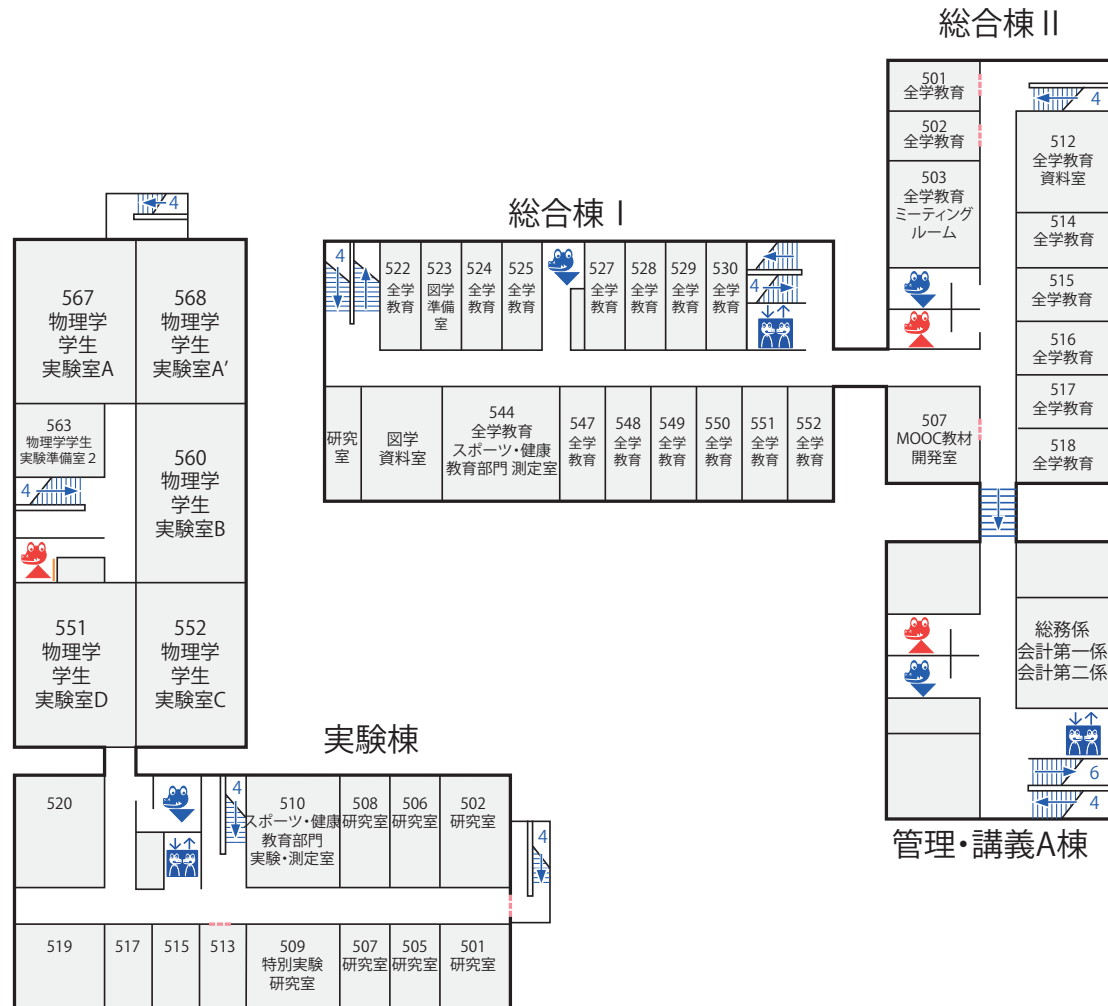 総合棟 II
501
全学教育
502
全学教育
503
全学教育
ミーティング
ルーム
4
512
全学教育
資料室
514
全学教育
515
全学教育
516
全学教育
517
全学教育
518
全学教育
507
MOOC教材
開発室
総合棟 I
4
522
全学
教育
523
図学
準備
室
524
全学
教育
525
全学
教育
527
全学
教育
528
全学
教育
529
全学
教育
530
全学
教育
4
研究
室
図学
資料室
544
全学教育
スポーツ・健康
教育部門 測定室
547
全学
教育
548
全学
教育
549
全学
教育
550
全学
教育
551
全学
教育
552
全学
教育
4
567
物理学
学生
実験室A
568
物理学
学生
実験室A′
563
物理学学生
実験準備室2
4
560
物理学
学生
実験室B
551
物理学
学生
実験室D
552
物理学
学生
実験室C
実験棟
520
4
510
スポーツ・健康
教育部門
実験・測定室
508
研究室
506
研究室
502
研究室
4
519
517
515
513
509
特別実験
研究室
507
研究室
505
研究室
501
研究室
総務係
会計第一係
会計第二係
6
4
管理・講義A棟